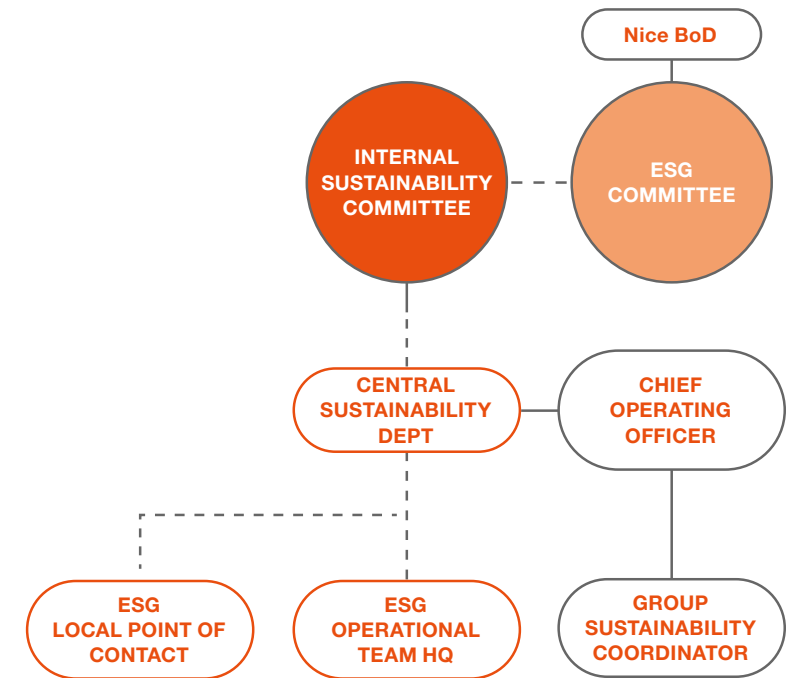 Nice BoD
INTERNAL
SUSTAINABILITY
COMMITTEE
ESG
COMMITTEE
CENTRAL
SUSTAINABILITY
DEPT
CHIEF
OPERATING
OFFICER
ESG
LOCAL POINT OF
CONTACT
ESG
OPERATIONAL
TEAM HQ
GROUP
SUSTAINABILITY
COORDINATOR